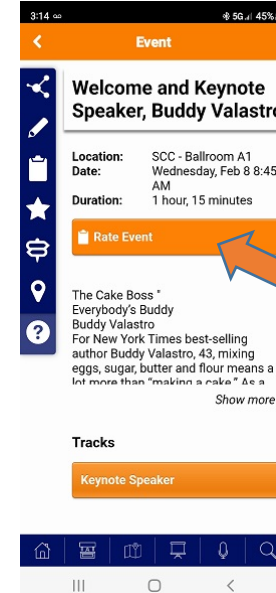 3:14
5G 45%
Event
Welcome and Keynote
Speaker, Buddy Valastro
Location: SCC - Ballroom A1
Date: Wednesday, Feb 8 8:45
AM
Duration: 1 hour, 15 minutes
Rate Event
The Cake Boss "
Everybody's Buddy
Buddy Valastro
For New York Times best-selling
author Buddy Valastro, 43, mixing
eggs, sugar, butter and flour means a
lot more than "making a cake." As a
Show more
Tracks
Keynote Speaker